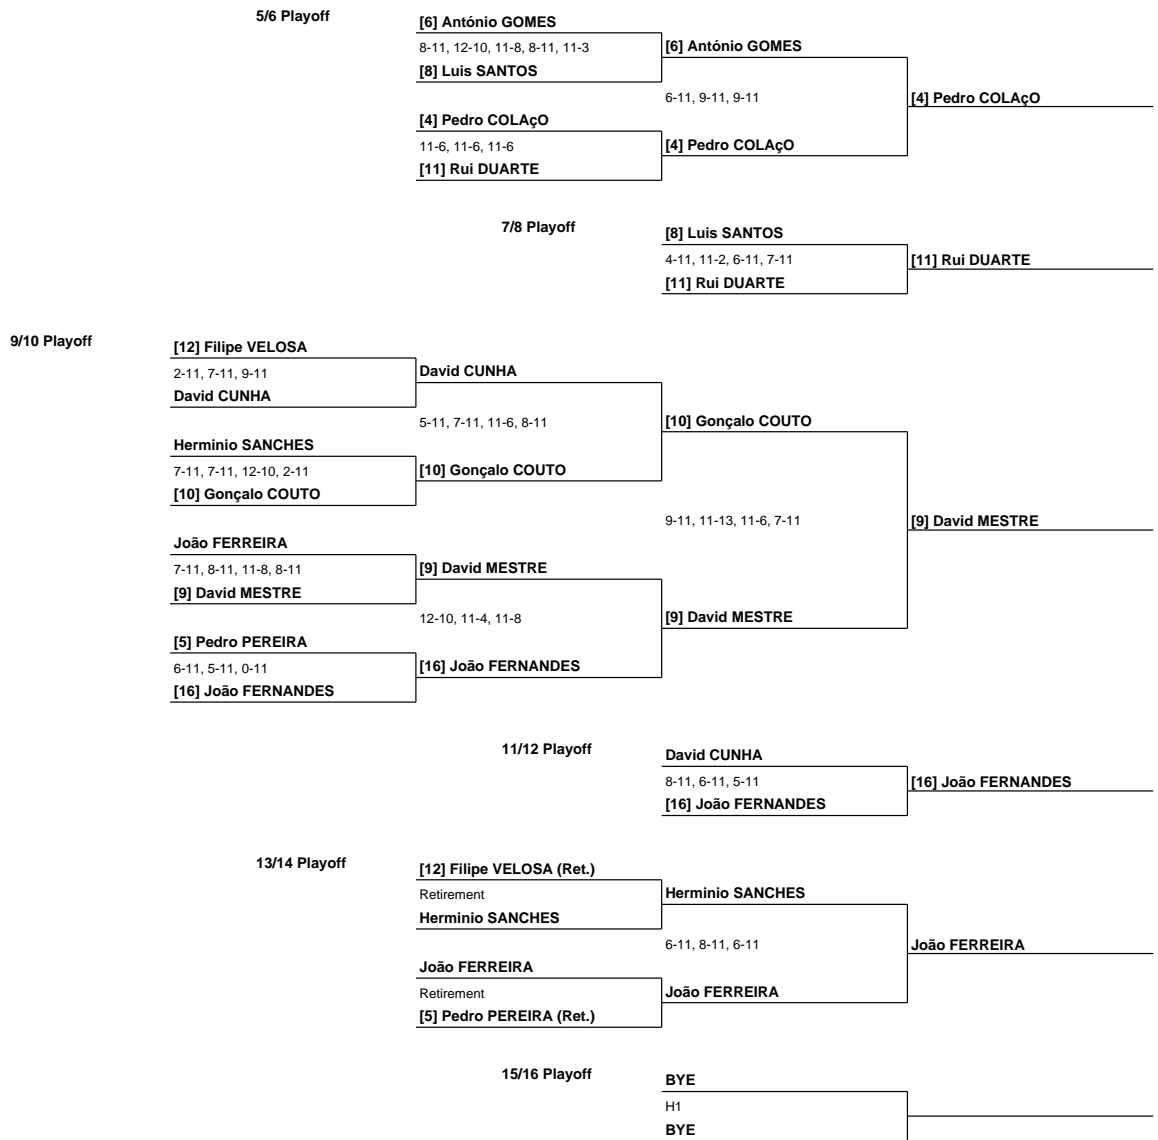 5/6 Playoff
[6] António GOMES
8-11, 12-10, 11-8, 8-11, 11-3
[6] António GOMES
[8] Luis SANTOS
6-11, 9-11, 9-11
[4] Pedro COLAçO
[4] Pedro COLAçO
11-6, 11-6, 11-6
[4] Pedro COLAçO
[11] Rui DUARTE
7/8 Playoff
[8] Luis SANTOS
4-11, 11-2, 6-11, 7-11
[11] Rui DUARTE
[11] Rui DUARTE
9/10 Playoff
[12] Filipe VELOSA
2-11, 7-11, 9-11
David CUNHA
David CUNHA
5-11, 7-11, 11-6, 8-11
[10] Gonçalo COUTO
Herminio SANCHES
7-11, 7-11, 12-10, 2-11
[10] Gonçalo COUTO
[10] Gonçalo COUTO
9-11, 11-13, 11-6, 7-11
[9] David MESTRE
João FERREIRA
7-11, 8-11, 11-8, 8-11
[9] David MESTRE
[9] David MESTRE
12-10, 11-4, 11-8
[9] David MESTRE
[5] Pedro PEREIRA
6-11, 5-11, 0-11
[16] João FERNANDES
[16] João FERNANDES
11/12 Playoff
David CUNHA
8-11, 6-11, 5-11
[16] João FERNANDES
[16] João FERNANDES
13/14 Playoff
[12] Filipe VELOSA (Ret.)
Retirement
Herminio SANCHES
Herminio SANCHES
6-11, 8-11, 6-11
João FERREIRA
João FERREIRA
Retirement
João FERREIRA
[5] Pedro PEREIRA (Ret.)
15/16 Playoff
BYE
H1
BYE